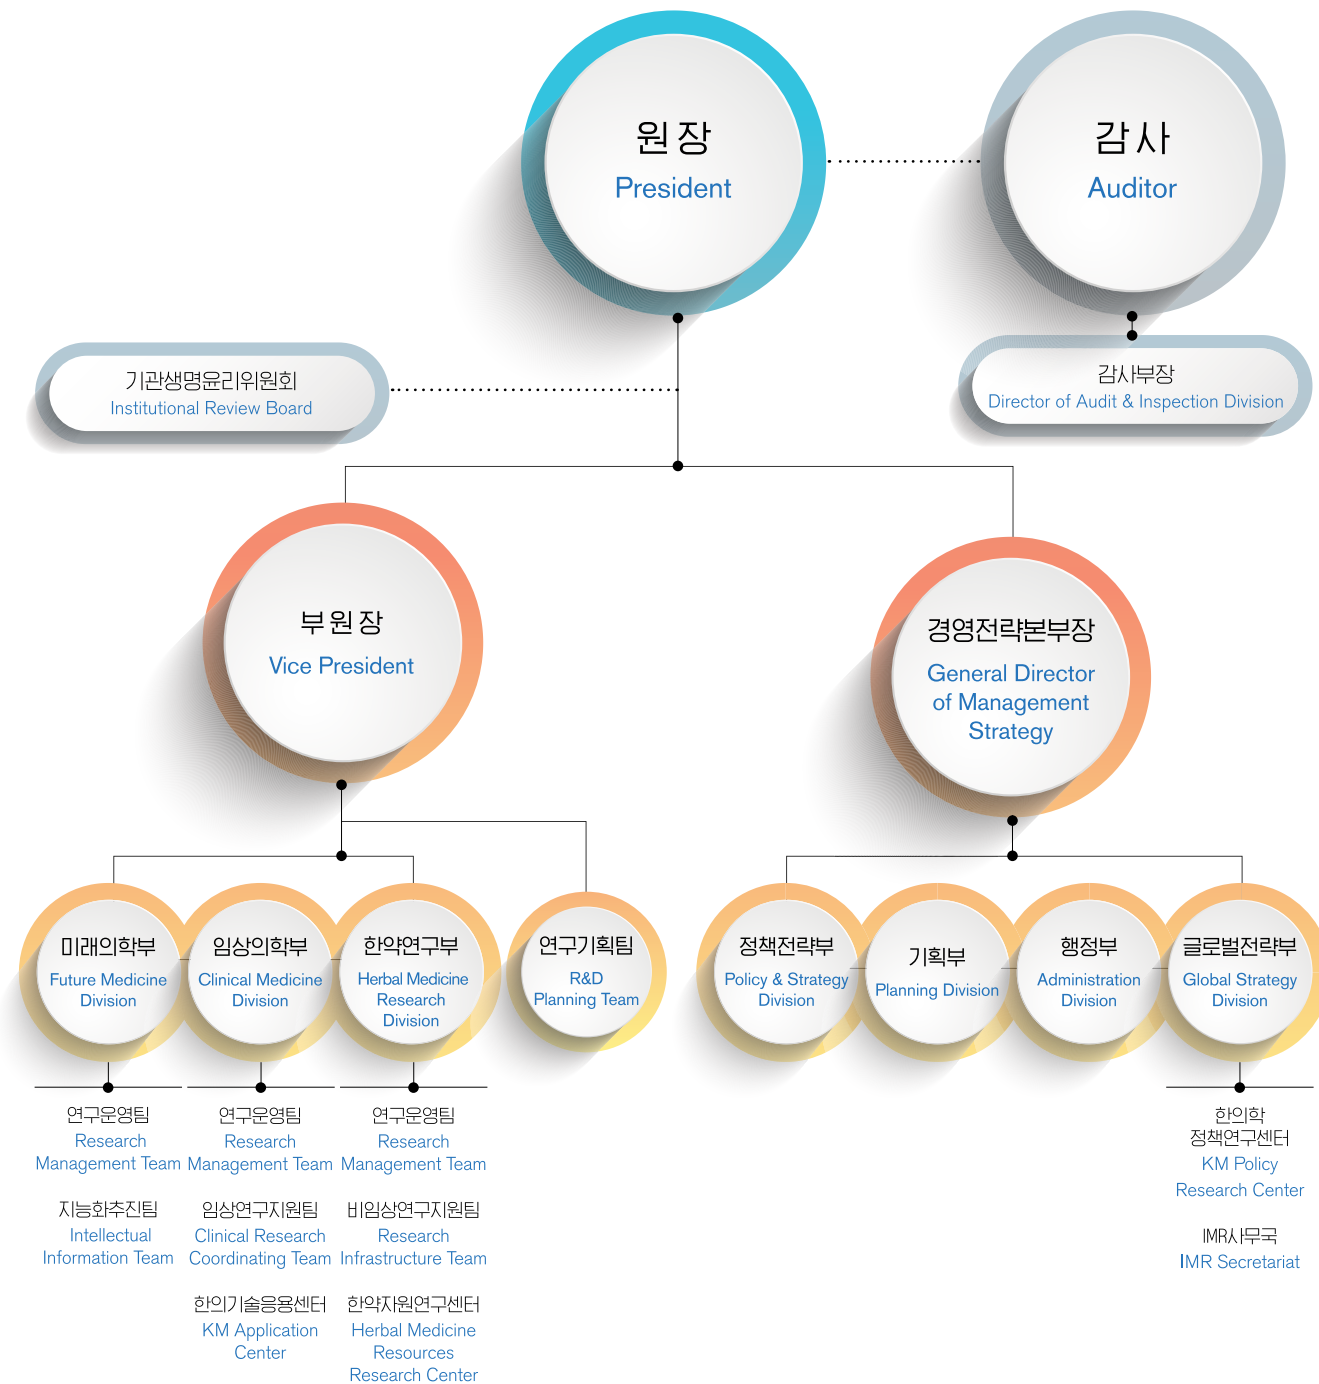 원장
President
감사
Auditor
기관생명윤리위원회
Institutional Review Board
감사부장
Director of Audit & Inspection Division
부원장
Vice President
경영전략본부장
General Director
of Management
Strategy
미래의학부
Future Medicine
Division
임상의학부
Clinical Medicine
Division
한약연구부
Herbal Medicine
Research
Division
연구기획팀
R&D
Planning Team
정책전략부
Policy & Strategy
Division
기획부
Planning Division
행정부
Administration
Division
글로벌전략부
Global Strategy
Division
연구운영팀
Research
Management Team
지능화추진팀
Intellectual
Information Team
연구운영팀
Research
Management Team
임상연구지원팀
Clinical Research
Coordinating Team
한의기술응용센터
KM Application
Center
연구운영팀
Research
Management Team
비임상연구지원팀
Research
Infrastructure Team
한약자원연구센터
Herbal Medicine
Resources
Research Center
한의학
정책연구센터
KM Policy
Research Center
IMR사무국
IMR Secretariat